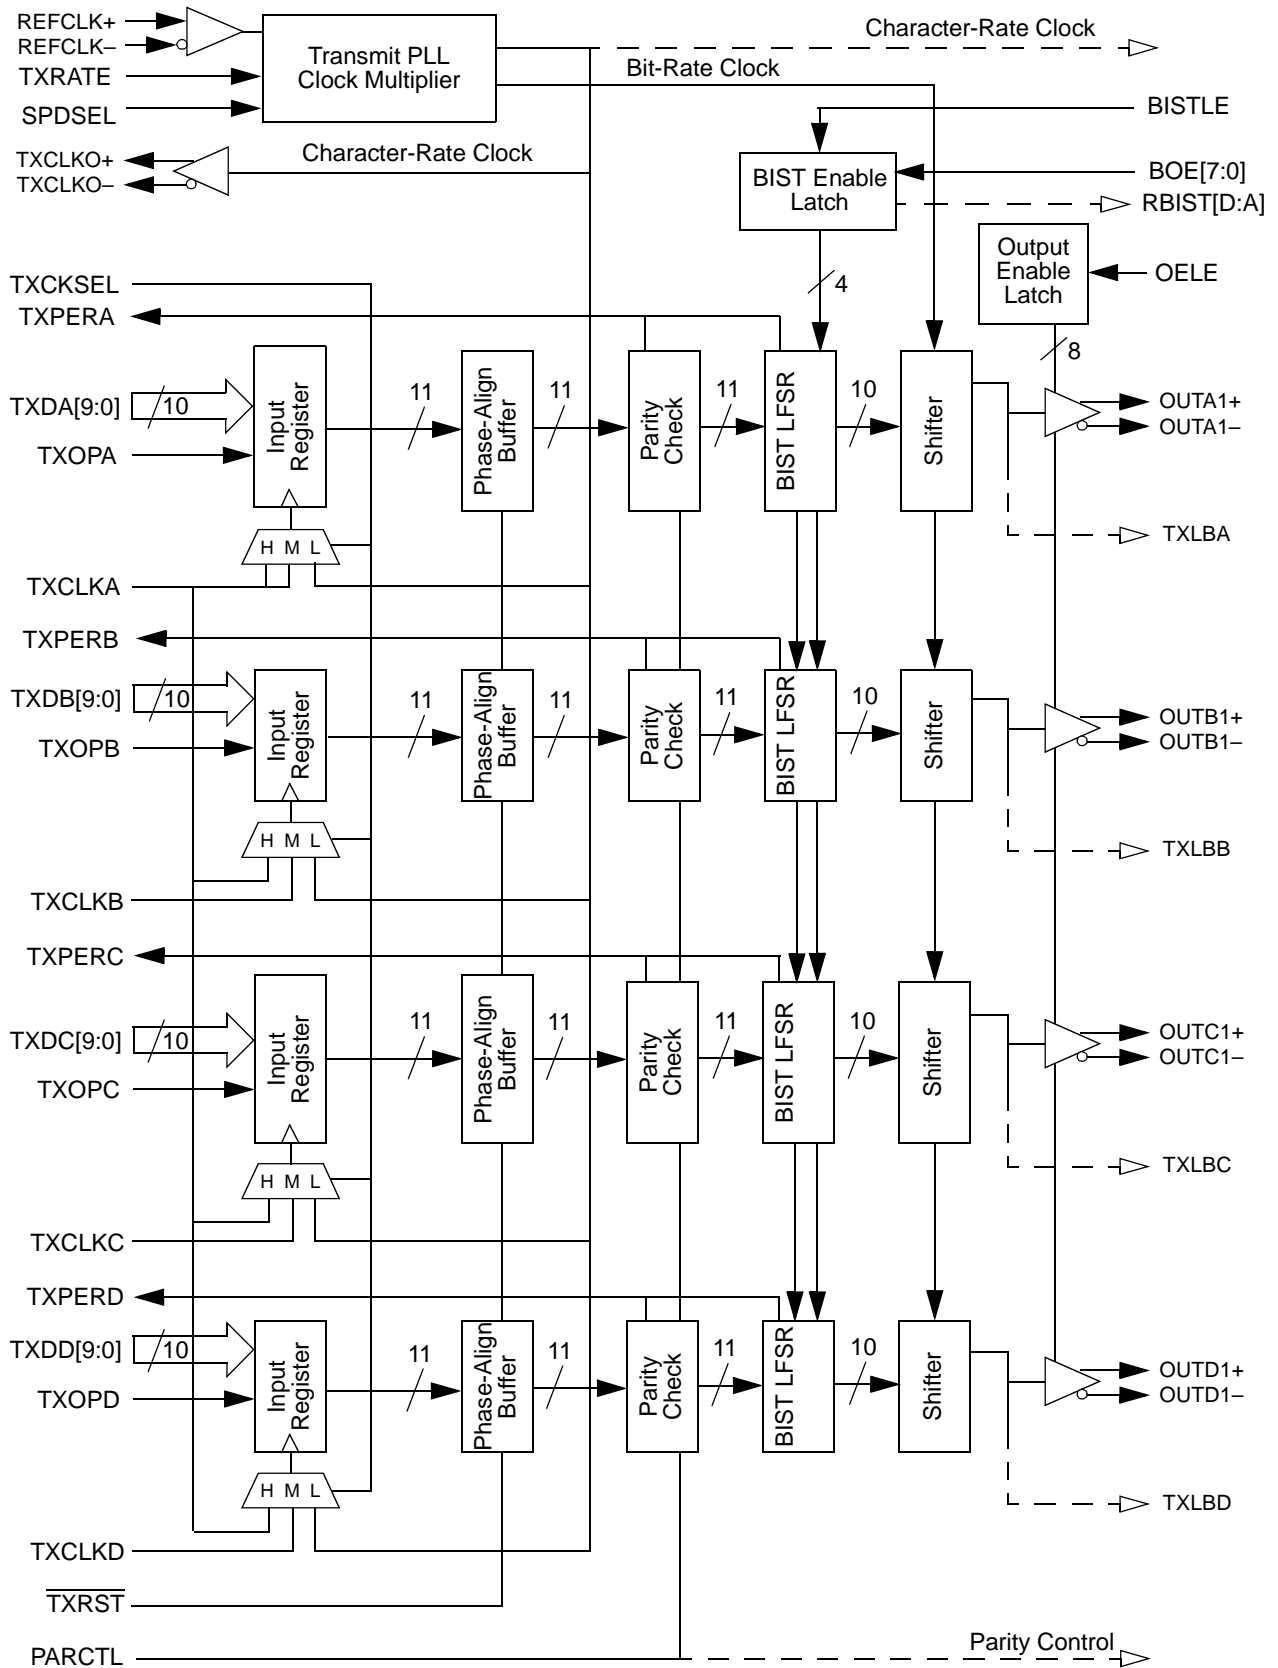 REFCLK+
REFCLK–
TXRATE
SPDSEL
Transmit PLL
Clock Multiplier
Character-Rate Clock
Bit-Rate Clock
BISTLE
TXCLKO+
TXCLKO–
Character-Rate Clock
BIST Enable
Latch
BOE[7:0]
RBIST[D:A]
4
Output
Enable
Latch
OELE
8
TXCKSEL
TXPERA
TXDA[9:0]
10
TXOPA
Input
Register
11
Phase-Align
Buffer
11
Parity
Check
11
BIST LFSR
10
Shifter
OUTA1+
OUTA1–
H M L
TXLBA
TXCLKA
TXPERB
TXDB[9:0]
10
TXOPB
Input
Register
11
Phase-Align
Buffer
11
Parity
Check
11
BIST LFSR
10
Shifter
OUTB1+
OUTB1–
H M L
TXLBB
TXCLKB
TXPERC
TXDC[9:0]
10
TXOPC
Input
Register
11
Phase-Align
Buffer
11
Parity
Check
11
BIST LFSR
10
Shifter
OUTC1+
OUTC1–
H M L
TXLBC
TXCLKC
TXPERD
TXDD[9:0]
10
TXOPD
Input
Register
11
Phase-Align
Buffer
11
Parity
Check
11
BIST LFSR
10
Shifter
OUTD1+
OUTD1–
H M L
TXLBD
TXCLKD
TXRST
PARCTL
Parity Control